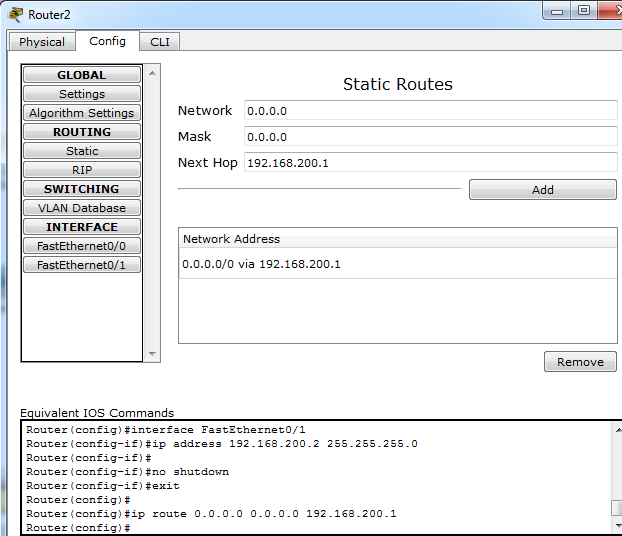 Router2
Physical Config CLI
GLOBAL
Settings
Algorithm Settings
ROUTING
Static
RIP
SWITCHING
VLAN Database
INTERFACE
FastEthernet0/0
FastEthernet0/1
Static Routes
Network 0.0.0.0
Mask 0.0.0.0
Next Hop 192.168.200.1
Add
Network Address
0.0.0.0/0 via 192.168.200.1
Remove
Equivalent IOS Commands
Router(config)#interface FastEthernet0/1
Router(config-if)#ip address 192.168.200.2 255.255.255.0
Router(config-if)#
Router(config-if)#no shutdown
Router(config-if)#exit
Router(config)#
Router(config)#ip route 0.0.0.0 0.0.0.0 192.168.200.1
Router(config)#